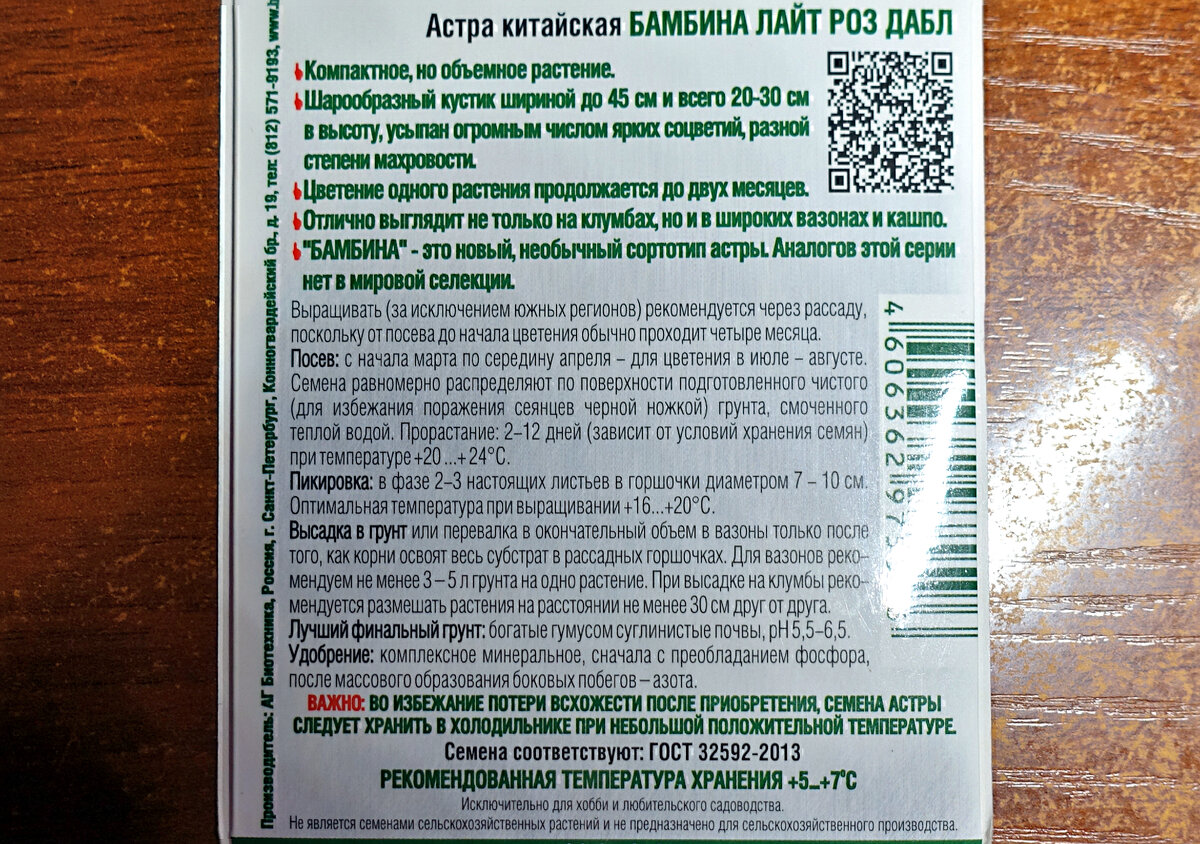 Астра китайская БАМБИНА ЛАЙТ РОЗ ДАБЛ
Компактное, но объемное растение.
Шарообразный кустик шириной до 45 см и всего 20-30 см
в высоту, усыпан огромным числом ярких соцветий, разной
степени махровости.
Цветение одного растения продолжается до двух месяцев.
Отлично выглядит не только на клумбах, но и в широких вазонах и кашпо.
"БАМБИНА" - это новый, необычный сортотип астры. Аналогов этой серии
нет в мировой селекции.
Выращивать (за исключением южных регионов) рекомендуется через рассаду,
поскольку от посева до начала цветения обычно проходит четыре месяца.
Посев: с начала марта по середину апреля – для цветения в июле – августе.
Семена равномерно распределяют по поверхности подготовленного чистого
(для избежания поражения сеянцев черной ножкой) грунта, смоченного
теплой водой. Прорастание: 2–12 дней (зависит от условий хранения семян)
при температуре +20 ...+ 24°C.
Пикировка: в фазе 2–3 настоящих листьев в горшочки диаметром 7 – 10 см.
Оптимальная температура при выращивании +16...+20°C.
Высадка в грунт или перевалка в окончательный объем в вазоны только после
того, как корни освоят весь субстрат в рассадных горшочках. Для вазонов реко-
мендуем не менее 3 – 5 л грунта на одно растение. При высадке на клумбы реко-
мендуется размешать растения на расстоянии не менее 30 см друг от друга.
Лучший финальный грунт: богатые гумусом суглинистые почвы, pH 5,5–6,5.
Удобрение: комплексное минеральное, сначала с преобладанием фосфора,
после массового образования боковых побегов – азота.
ВАЖНО: ВО ИЗБЕЖАНИЕ ПОТЕРИ ВСХОЖЕСТИ ПОСЛЕ ПРИОБРЕТЕНИЯ, СЕМЕНА АСТРЫ
СЛЕДУЕТ ХРАНИТЬ В ХОЛОДИЛЬНИКЕ ПРИ НЕБОЛЬШОЙ ПОЛОЖИТЕЛЬНОЙ ТЕМПЕРАТУРЕ.
Семена соответствуют: ГОСТ 32592-2013
РЕКОМЕНДОВАННАЯ ТЕМПЕРАТУРА ХРАНЕНИЯ +5...+7°C
Исключительно для хобби и любительского садоводства.
Не является семенами сельскохозяйственных растений и не предназначено для сельскохозяйственного производства.
Производитель: АГ Биотехника, Россия, г. Санкт-Петербург, Конногвардейский бр., д. 19, тел: (812) 571-9193, www.
4 606362 97